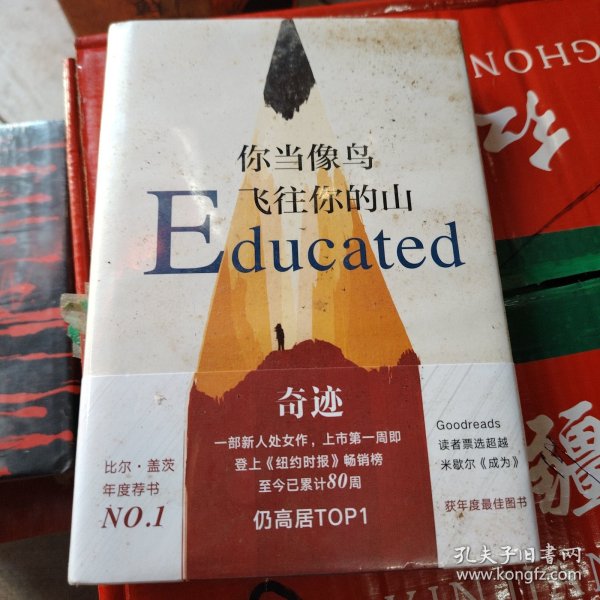 你当像鸟
飞往你的山
Educated
奇迹
一部新人处女作，上市第一周即
登上《纽约时报》畅销榜
至今已累计80周
仍高居TOP1
比尔·盖茨
年度荐书
NO.1
Goodreads
读者票选超越
米歇尔《成为》
获年度最佳图书
GHON
疆
孔夫子旧书网
www.kongfz.com